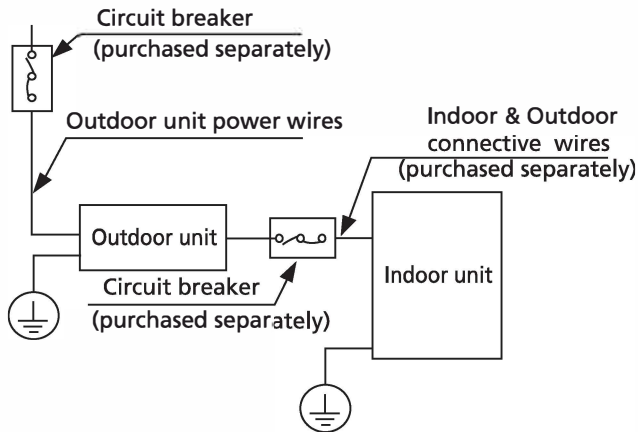 Circuit breaker
(purchased separately)
Outdoor unit power wires
Indoor & Outdoor
connective wires
(purchased separately)
Outdoor unit
Indoor unit
Circuit breaker
(purchased separately)